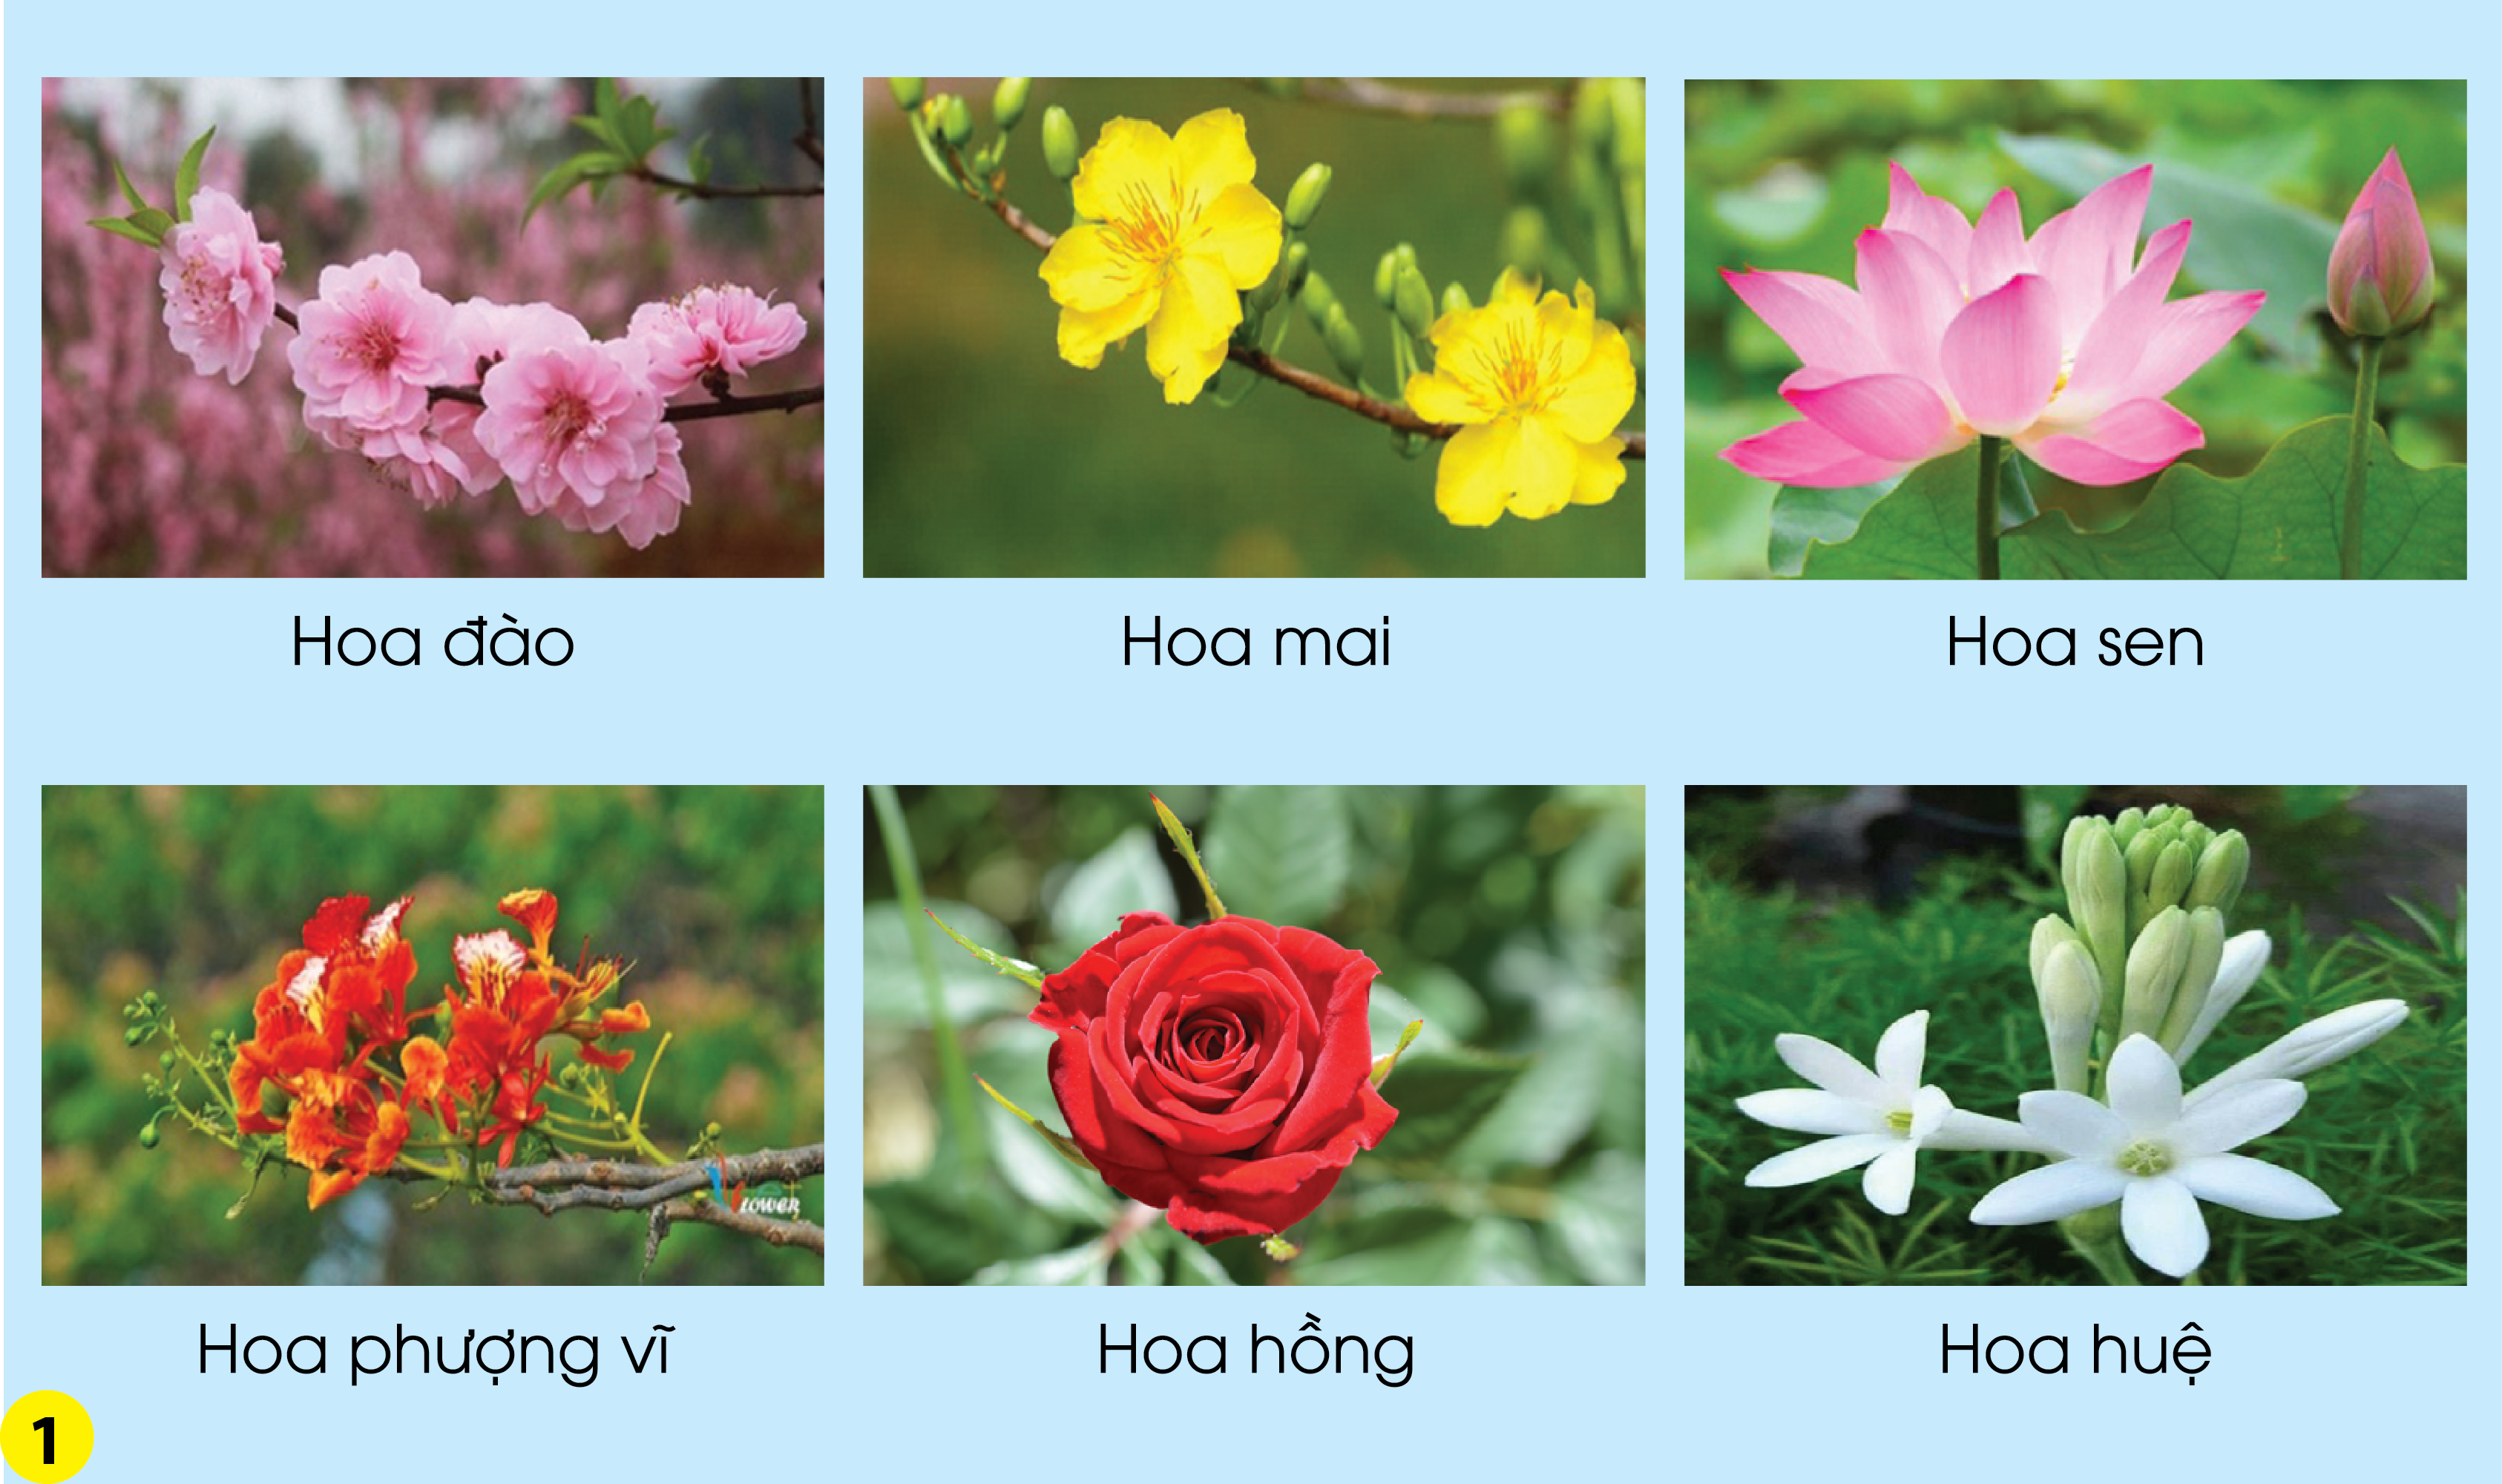 Hoa đào
Hoa mai
Hoa sen
Hoa phượng vĩ
Hoa hồng
Hoa huệ
1